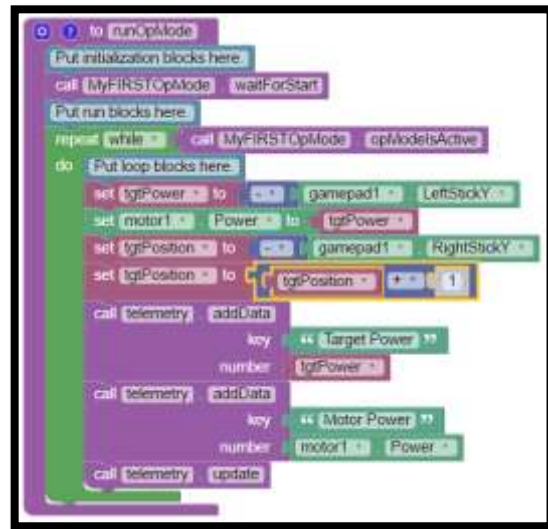 to runOpMode
Put initialization blocks here.
call MyFIRSTOpMode . waitForStart
Put run blocks here.
repeat while call MyFIRSTOpMode . opModeIsActive
do Put loop blocks here.
set tgtPower to - gamepad1 . LeftStickY
set motor1 . Power to tgtPower
set tgtPosition to - gamepad1 . RightStickY
set tgtPosition to tgtPosition + 1
call telemetry . addData
key “ Target Power ”
number tgtPower
call telemetry . addData
key “ Motor Power ”
number motor1 . Power
call telemetry . update